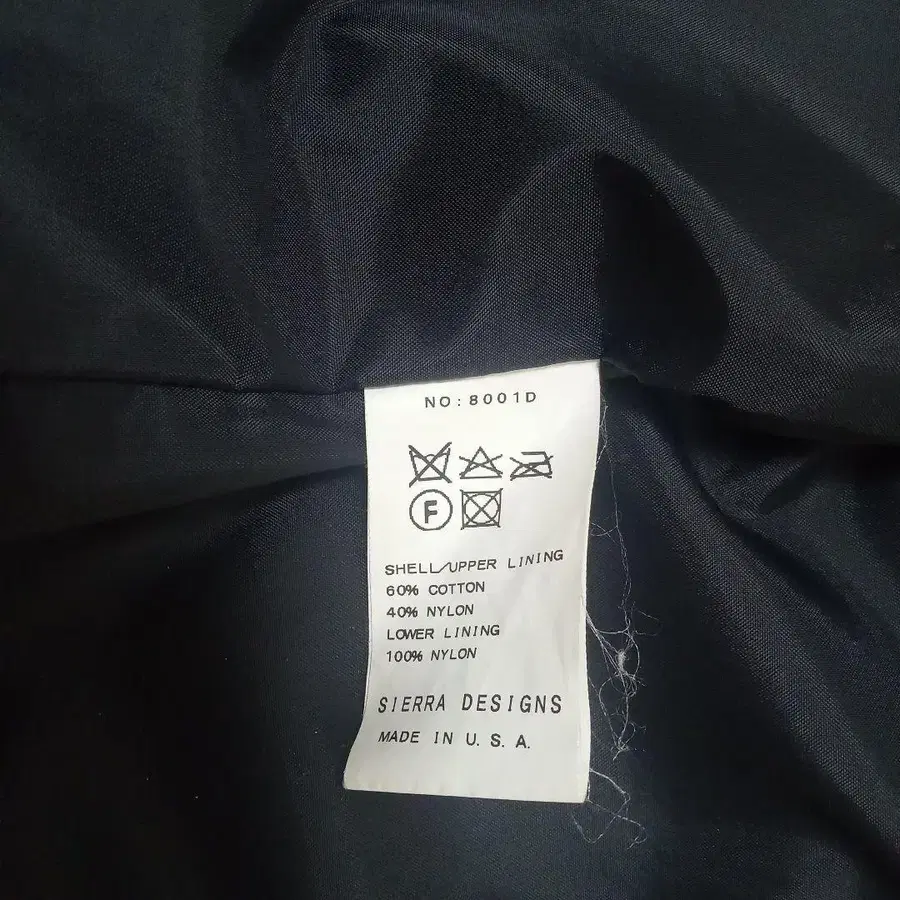 NO:8001D
F
SHELL/UPPER LINING
60% COTTON
40% NYLON
LOWER LINING
100% NYLON
SIERRA DESIGNS
MADE IN U.S.A.